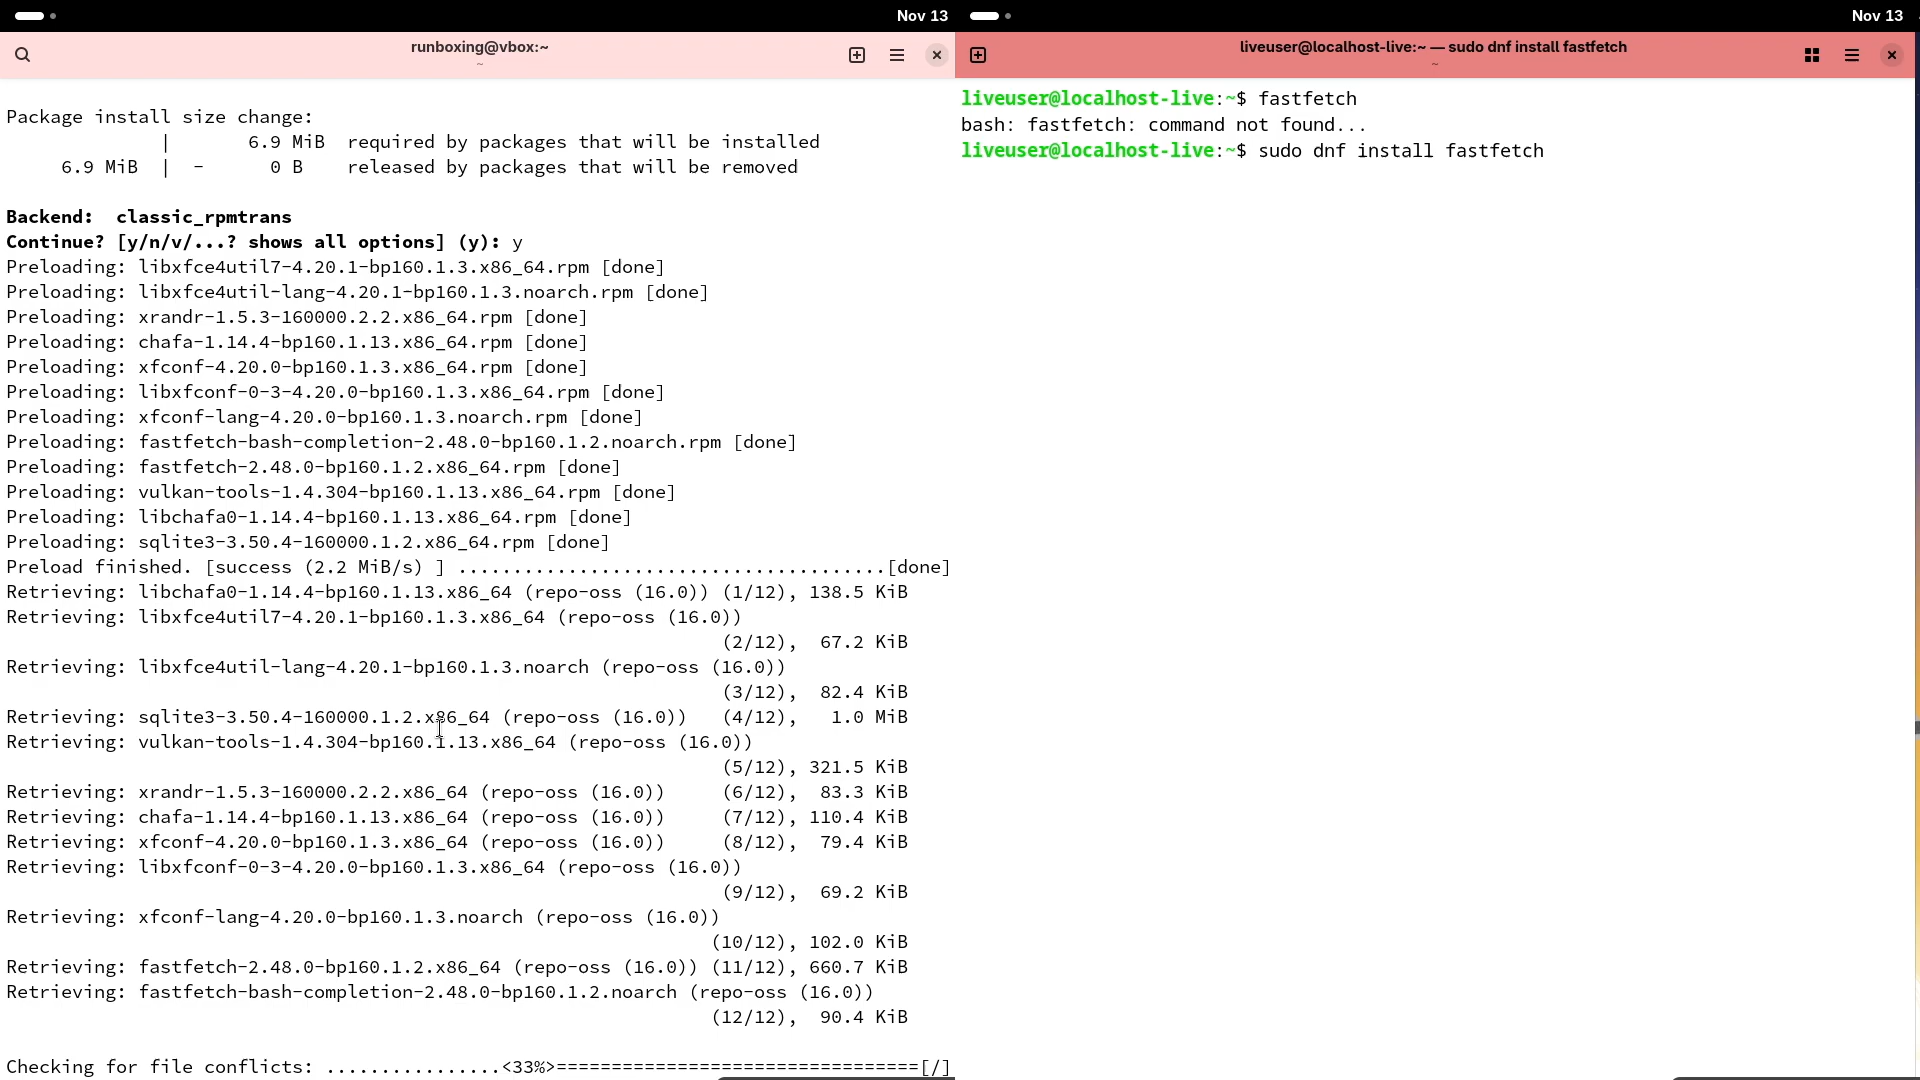 Nov 13
runboxing@vbox:~
~
Package install size change:
| 6.9 MiB required by packages that will be installed
6.9 MiB | - 0 B released by packages that will be removed
Backend: classic_rpmtrans
Continue? [y/n/v/...? shows all options] (y): y
Preloading: libxfce4util7-4.20.1-bp160.1.3.x86_64.rpm [done]
Preloading: libxfce4util-lang-4.20.1-bp160.1.3.noarch.rpm [done]
Preloading: xrandr-1.5.3-160000.2.2.x86_64.rpm [done]
Preloading: chafa-1.14.4-bp160.1.13.x86_64.rpm [done]
Preloading: xfconf-4.20.0-bp160.1.3.x86_64.rpm [done]
Preloading: libxfconf-0-3-4.20.0-bp160.1.3.x86_64.rpm [done]
Preloading: xfconf-lang-4.20.0-bp160.1.3.noarch.rpm [done]
Preloading: fastfetch-bash-completion-2.48.0-bp160.1.2.noarch.rpm [done]
Preloading: fastfetch-2.48.0-bp160.1.2.x86_64.rpm [done]
Preloading: vulkan-tools-1.4.304-bp160.1.13.x86_64.rpm [done]
Preloading: libchafa0-1.14.4-bp160.1.13.x86_64.rpm [done]
Preloading: sqlite3-3.50.4-160000.1.2.x86_64.rpm [done]
Preload finished. [success (2.2 MiB/s) ] .......................................[done]
Retrieving: libchafa0-1.14.4-bp160.1.13.x86_64 (repo-oss (16.0)) (1/12), 138.5 KiB
Retrieving: libxfce4util7-4.20.1-bp160.1.3.x86_64 (repo-oss (16.0))
(2/12), 67.2 KiB
Retrieving: libxfce4util-lang-4.20.1-bp160.1.3.noarch (repo-oss (16.0))
(3/12), 82.4 KiB
Retrieving: sqlite3-3.50.4-160000.1.2.x86_64 (repo-oss (16.0)) (4/12), 1.0 MiB
Retrieving: vulkan-tools-1.4.304-bp160.1.13.x86_64 (repo-oss (16.0))
(5/12), 321.5 KiB
Retrieving: xrandr-1.5.3-160000.2.2.x86_64 (repo-oss (16.0)) (6/12), 83.3 KiB
Retrieving: chafa-1.14.4-bp160.1.13.x86_64 (repo-oss (16.0)) (7/12), 110.4 KiB
Retrieving: xfconf-4.20.0-bp160.1.3.x86_64 (repo-oss (16.0)) (8/12), 79.4 KiB
Retrieving: libxfconf-0-3-4.20.0-bp160.1.3.x86_64 (repo-oss (16.0))
(9/12), 69.2 KiB
Retrieving: xfconf-lang-4.20.0-bp160.1.3.noarch (repo-oss (16.0))
(10/12), 102.0 KiB
Retrieving: fastfetch-2.48.0-bp160.1.2.x86_64 (repo-oss (16.0)) (11/12), 660.7 KiB
Retrieving: fastfetch-bash-completion-2.48.0-bp160.1.2.noarch (repo-oss (16.0))
(12/12), 90.4 KiB
Checking for file conflicts: ................<33%>=================================[/]
Nov 13
liveuser@localhost-live:~ — sudo dnf install fastfetch
~
liveuser@localhost-live:~$ fastfetch
bash: fastfetch: command not found...
liveuser@localhost-live:~$ sudo dnf install fastfetch